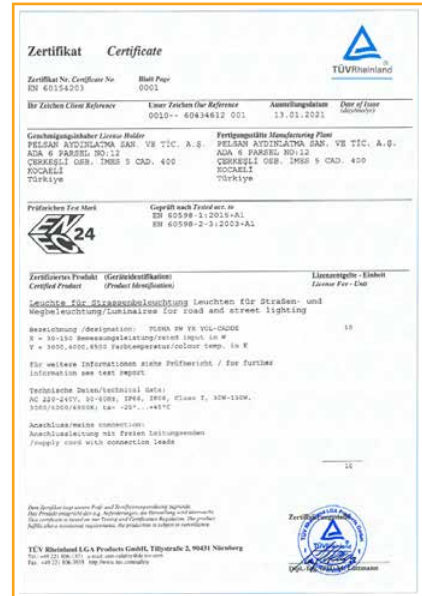 Zertifikat Certificate
TÜVRheinland
Zertifikat Nr. Certificate No Blatt Page
EN 60154203 0001
Ihr Zeichen Client Reference Unser Zeichen Our Reference Ausstellungsdatum Date of Issue
0010-- 60434612 001 13.01.2021
Genehmigungsinhaber License Holder Fertigungsstätte Manufacturing Plant
PELSAN AYDINLATMA SAN. VE TİC. A.Ş. PELSAN AYDINLATMA SAN. VE TİC. A.Ş.
ADA 6 PARSEL NO:12 ADA 6 PARSEL NO:12
ÇERKEŞLİ OSB. İMES 5 CAD. 400 ÇERKEŞLİ OSB. İMES 5 CAD. 400
KOCAELİ KOCAELİ
Türkiye Türkiye
Prüfzeichen Test Mark Geprüft nach Tested acc. to
EN 60598-1:2015+A1
EN 60598-2-3:2003+A1
24
Zertifiziertes Produkt (Geräteidentifikation) Lizenzentgelte - Einheit
Certified Product (Product Identification) License Fee - Unit
Leuchte für Strassenbeleuchtung Leuchten für Straßen- und
Wegbeleuchtung/Luminaires for road and street lighting
Bezeichnung /designation: YOL-CADDE 10
X = 30-150 Bemessungsleistung/rated input in W
Y = 3000,4000,6500 Farbtemperatur/colour temp. in K
für weitere Informationen siehe Prüfbericht / for further
information see test report
Technische Daten/technical data:
AC 220-240V, 50-60Hz, Class I, 30W-150W,
ta= -25°...+45°C
Anschluss/mains connection:
Anschlussleitung mit freien Leitungsenden
/supply cord with connection leads
10
TÜV Rheinland LGA Products GmbH, Tillystraße 2, 90431 Nürnberg